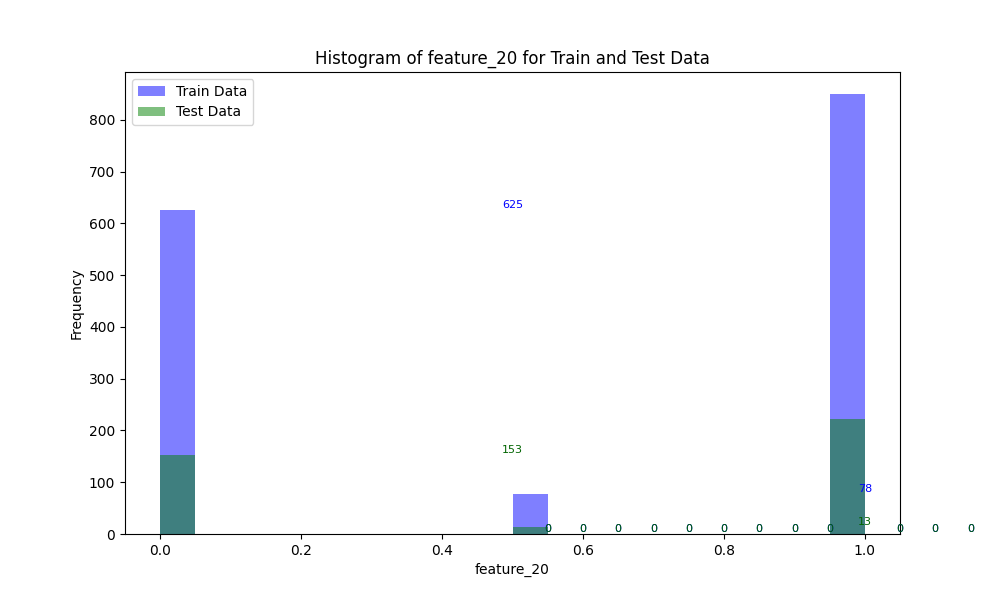 Histogram of feature_20 for Train and Test Data
Train Data
Test Data
800
700
600
500
400
300
200
100
0
Frequency
625
153
78
13
0 0 0 0 0 0 0 0 0 0 0 0
0.0 0.2 0.4 0.6 0.8 1.0
feature_20